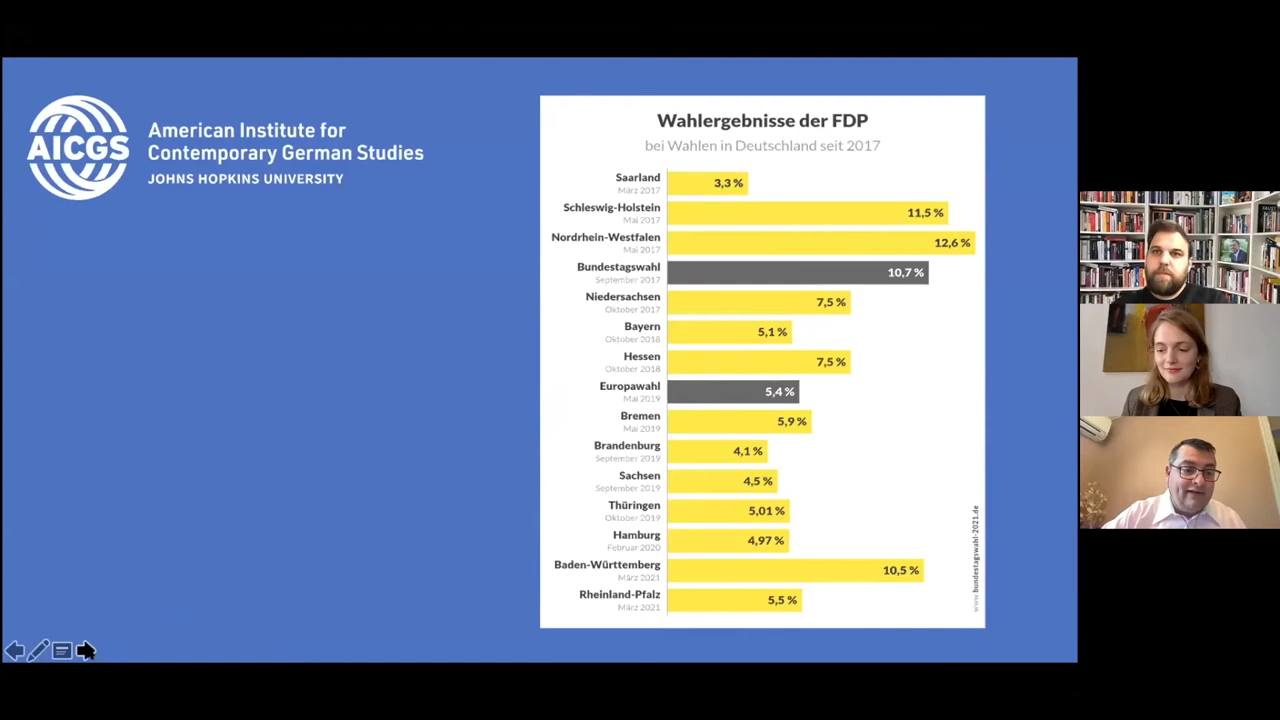 AICGS
American Institute for
Contemporary German Studies
JOHNS HOPKINS UNIVERSITY
Wahlergebnisse der FDP
bei Wahlen in Deutschland seit 2017
Saarland
März 2017
3,3 %
Schleswig-Holstein
Mai 2017
11,5 %
Nordrhein-Westfalen
Mai 2017
12,6 %
Bundestagswahl
September 2017
10,7 %
Niedersachsen
Oktober 2017
7,5 %
Bayern
Oktober 2018
5,1 %
Hessen
Oktober 2018
7,5 %
Europawahl
Mai 2019
5,4 %
Bremen
Mai 2019
5,9 %
Brandenburg
September 2019
4,1 %
Sachsen
September 2019
4,5 %
Thüringen
Oktober 2019
5,01 %
Hamburg
Februar 2020
4,97 %
Baden-Württemberg
März 2021
10,5 %
Rheinland-Pfalz
März 2021
5,5 %
www.bundestagswahl-2021.de